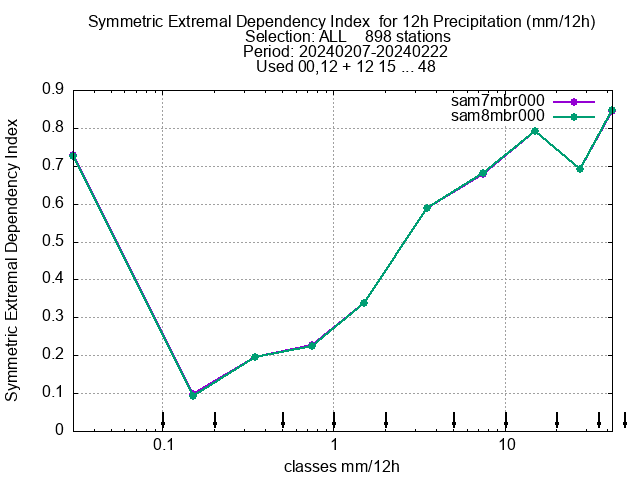 Symmetric Extremal Dependency Index  for 12h Precipitation (mm/12h)
Selection: ALL    898 stations
Period: 20240207-20240222
Used 00,12 + 12 15 ... 48
sam7mbr000
sam8mbr000
Symmetric Extremal Dependency Index
0.9
0.8
0.7
0.6
0.5
0.4
0.3
0.2
0.1
0
0.1 1 10
classes mm/12h